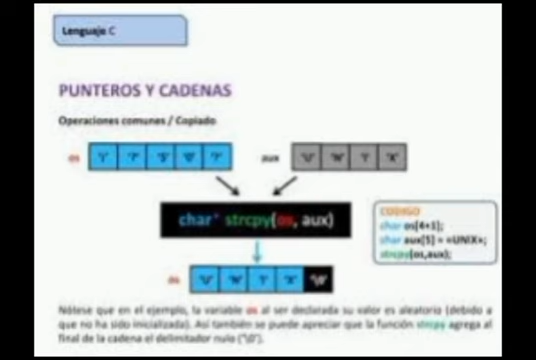 Lenguaje C
PUNTEROS Y CADENAS
Operaciones comunes / Copiado
os '?' '?' '?' '?' '?' aux 'U' 'N' 'I' 'X'
char* strcpy(os, aux)
CODIGO
char os[4+1];
char aux[5] = «UNIX»;
strcpy(os,aux);
os 'U' 'N' 'I' 'X' '\0'
Nótese que en el ejemplo, la variable os al ser declarada su valor es aleatorio (debido a
que no ha sido inicializada). Así también se puede apreciar que la función strcpy agrega al
final de la cadena el delimitador nulo ('\0').